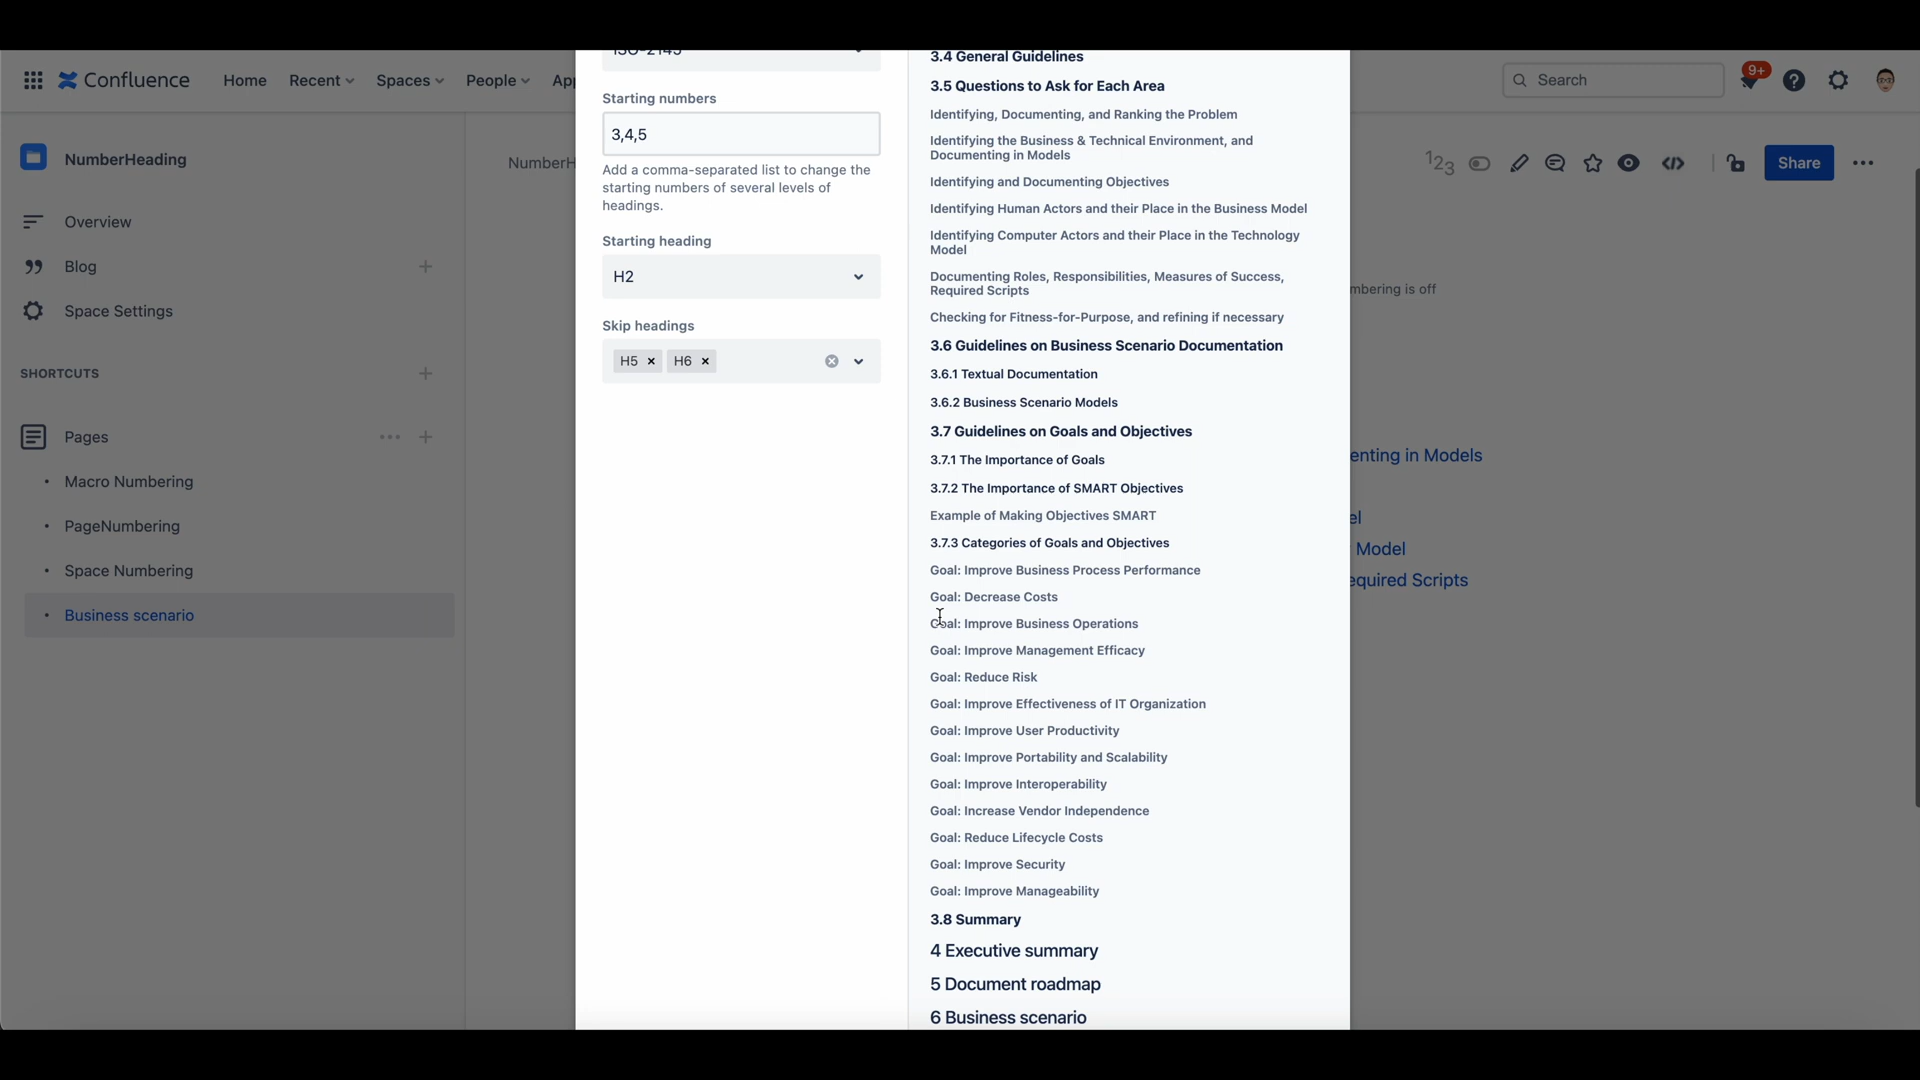 Confluence
Home
Recent
Spaces
People
Search
9+
NumberHeading
Overview
Blog
Space Settings
SHORTCUTS
Pages
Macro Numbering
PageNumbering
Space Numbering
Business scenario
123
Share
ISO-2145
Starting numbers
3,4,5
Add a comma-separated list to change the
starting numbers of several levels of
headings.
Starting heading
H2
Skip headings
H5
H6
3.4 General Guidelines
3.5 Questions to Ask for Each Area
Identifying, Documenting, and Ranking the Problem
Identifying the Business & Technical Environment, and
Documenting in Models
Identifying and Documenting Objectives
Identifying Human Actors and their Place in the Business Model
Identifying Computer Actors and their Place in the Technology
Model
Documenting Roles, Responsibilities, Measures of Success,
Required Scripts
Checking for Fitness-for-Purpose, and refining if necessary
3.6 Guidelines on Business Scenario Documentation
3.6.1 Textual Documentation
3.6.2 Business Scenario Models
3.7 Guidelines on Goals and Objectives
3.7.1 The Importance of Goals
3.7.2 The Importance of SMART Objectives
Example of Making Objectives SMART
3.7.3 Categories of Goals and Objectives
Goal: Improve Business Process Performance
Goal: Decrease Costs
Goal: Improve Business Operations
Goal: Improve Management Efficacy
Goal: Reduce Risk
Goal: Improve Effectiveness of IT Organization
Goal: Improve User Productivity
Goal: Improve Portability and Scalability
Goal: Improve Interoperability
Goal: Increase Vendor Independence
Goal: Reduce Lifecycle Costs
Goal: Improve Security
Goal: Improve Manageability
3.8 Summary
4 Executive summary
5 Document roadmap
6 Business scenario
is off
in Models
Model
Scripts